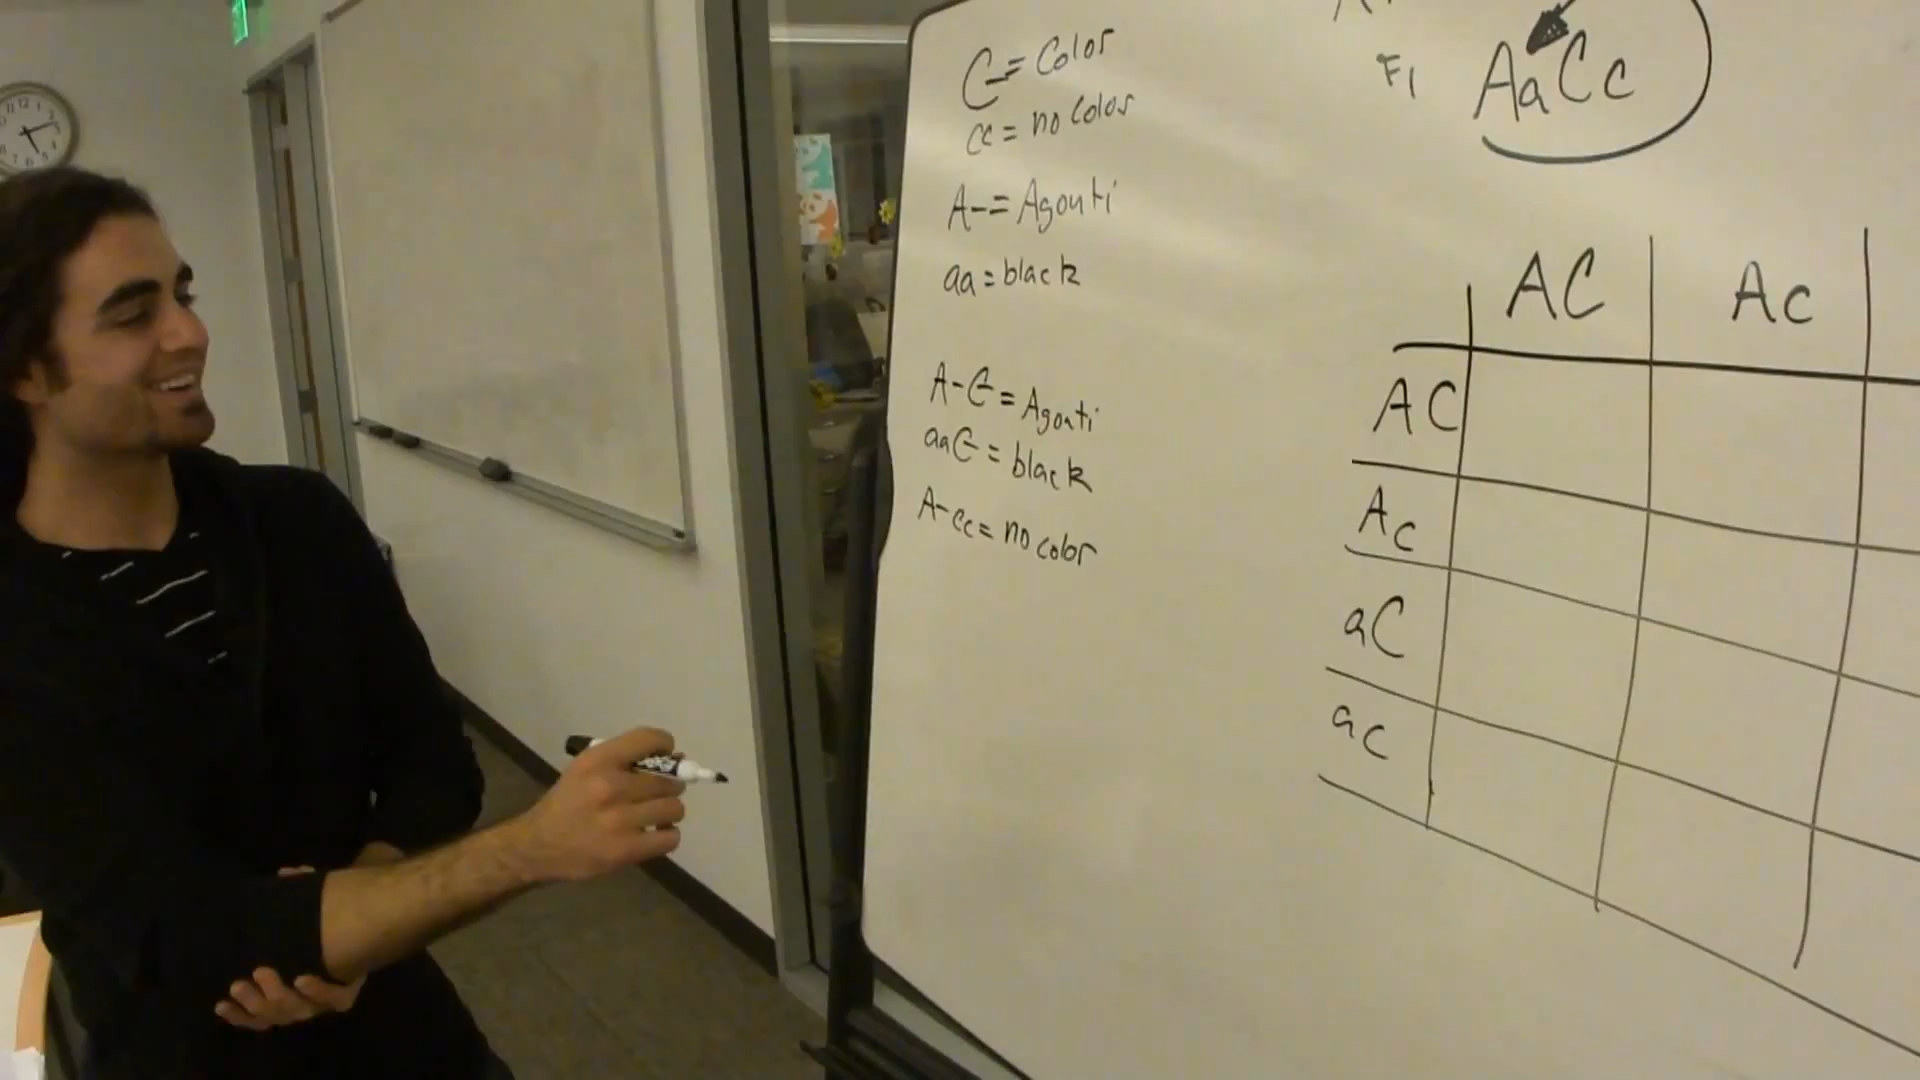 C-= Color
cc = no color
A-= Agouti
aa = black
A-C- = Agouti
aaC- = black
A-cc = no color
F1 AaCc
AC Ac
AC
Ac
aC
ac